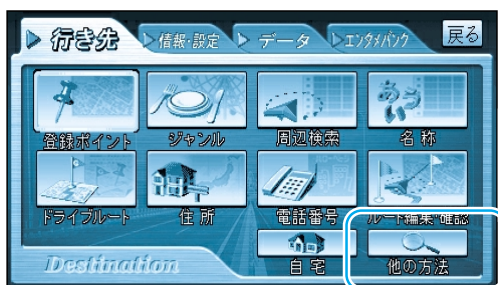 行き先 情報・設定 データ エンタメバンク 戻る
登録ポイント ジャンル 周辺検索 名称
ドライブルート 住所 電話番号 ルート編集・確認
Destination 自宅 他の方法